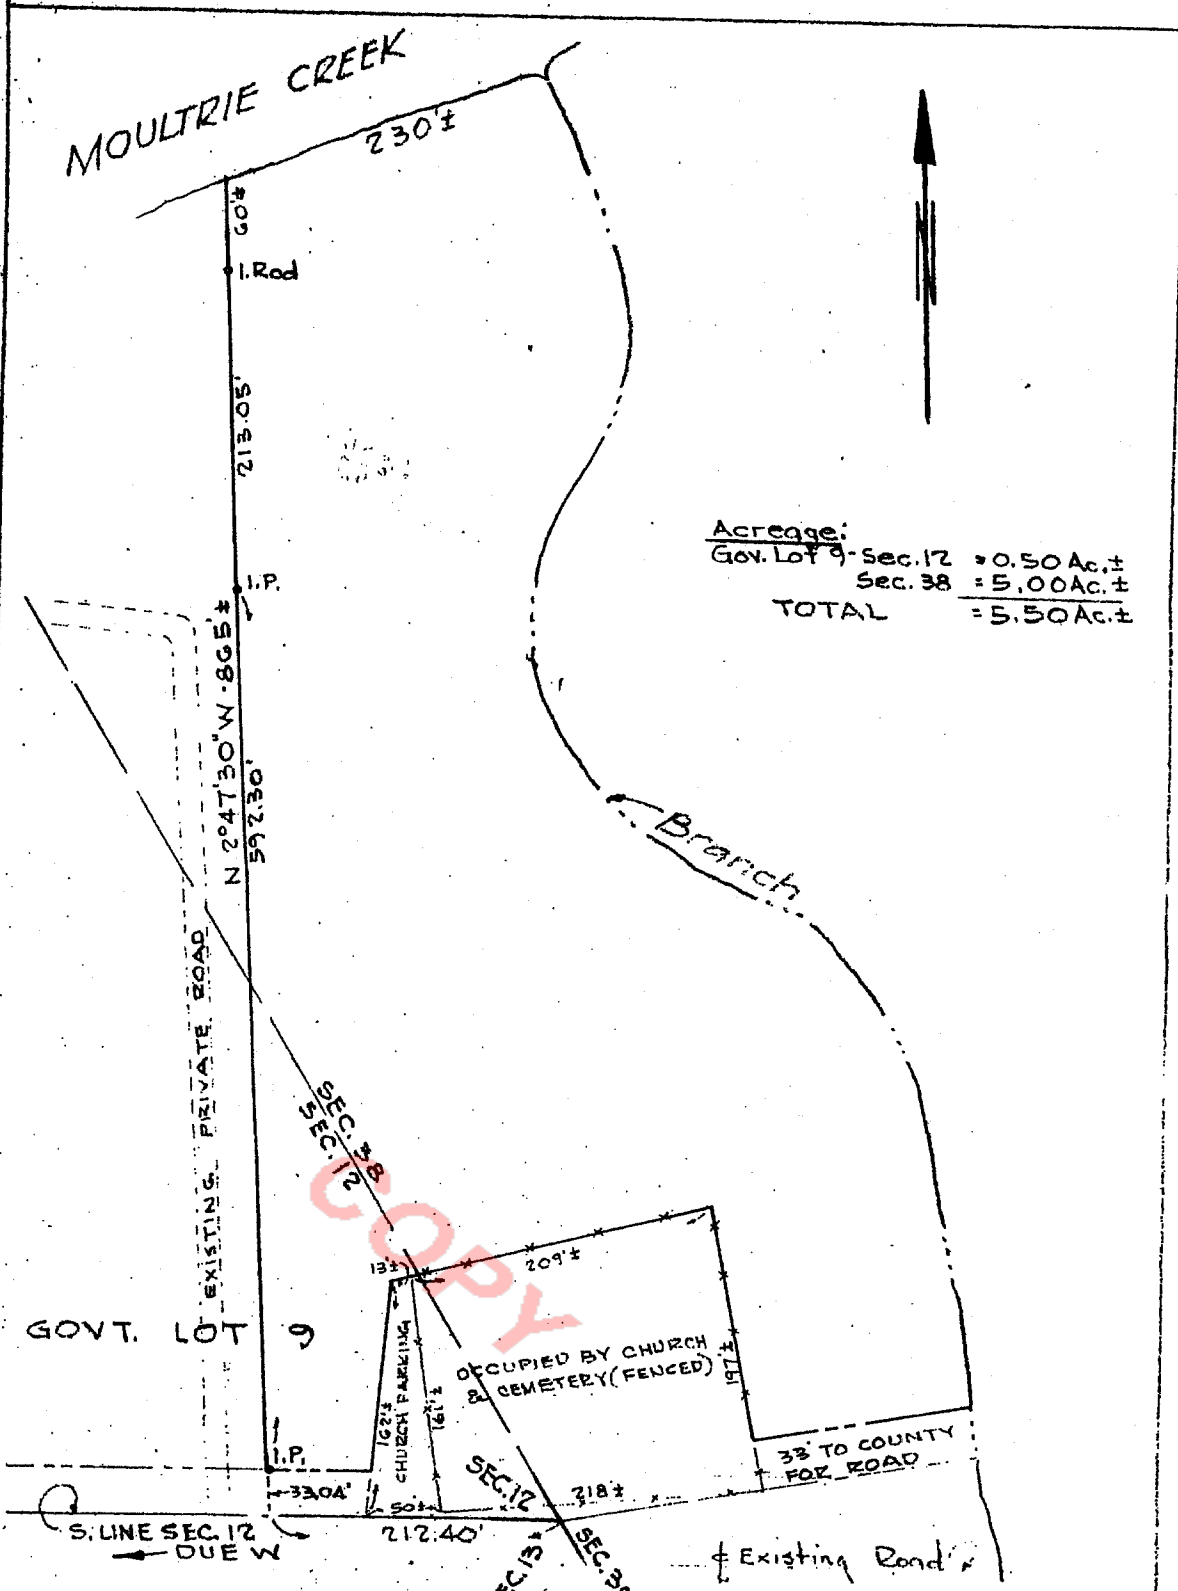 MOULTRIE CREEK
230'±
60'±
I.Rod
N
213.05'
Acreage:
Gov. Lot 9-Sec.12 = 0.50 Ac.±
Sec. 38 = 5.00 Ac.±
TOTAL = 5.50 Ac.±
I.P.
N 2°47'30" W - 865'±
592.30'
Branch
EXISTING PRIVATE ROAD
SEC. 38
SEC. 12
COPY
13'±
209'±
GOVT. LOT 9
OCCUPIED BY CHURCH
& CEMETERY (FENCED)
197'±
162'±
CHURCH PARKING
161'±
I.P.
33' TO COUNTY
FOR ROAD
33.04'
50'±
SEC.12
218'±
S. LINE SEC. 12
DUE W
212.40'
SEC.13
SEC.38
₵ Existing Road